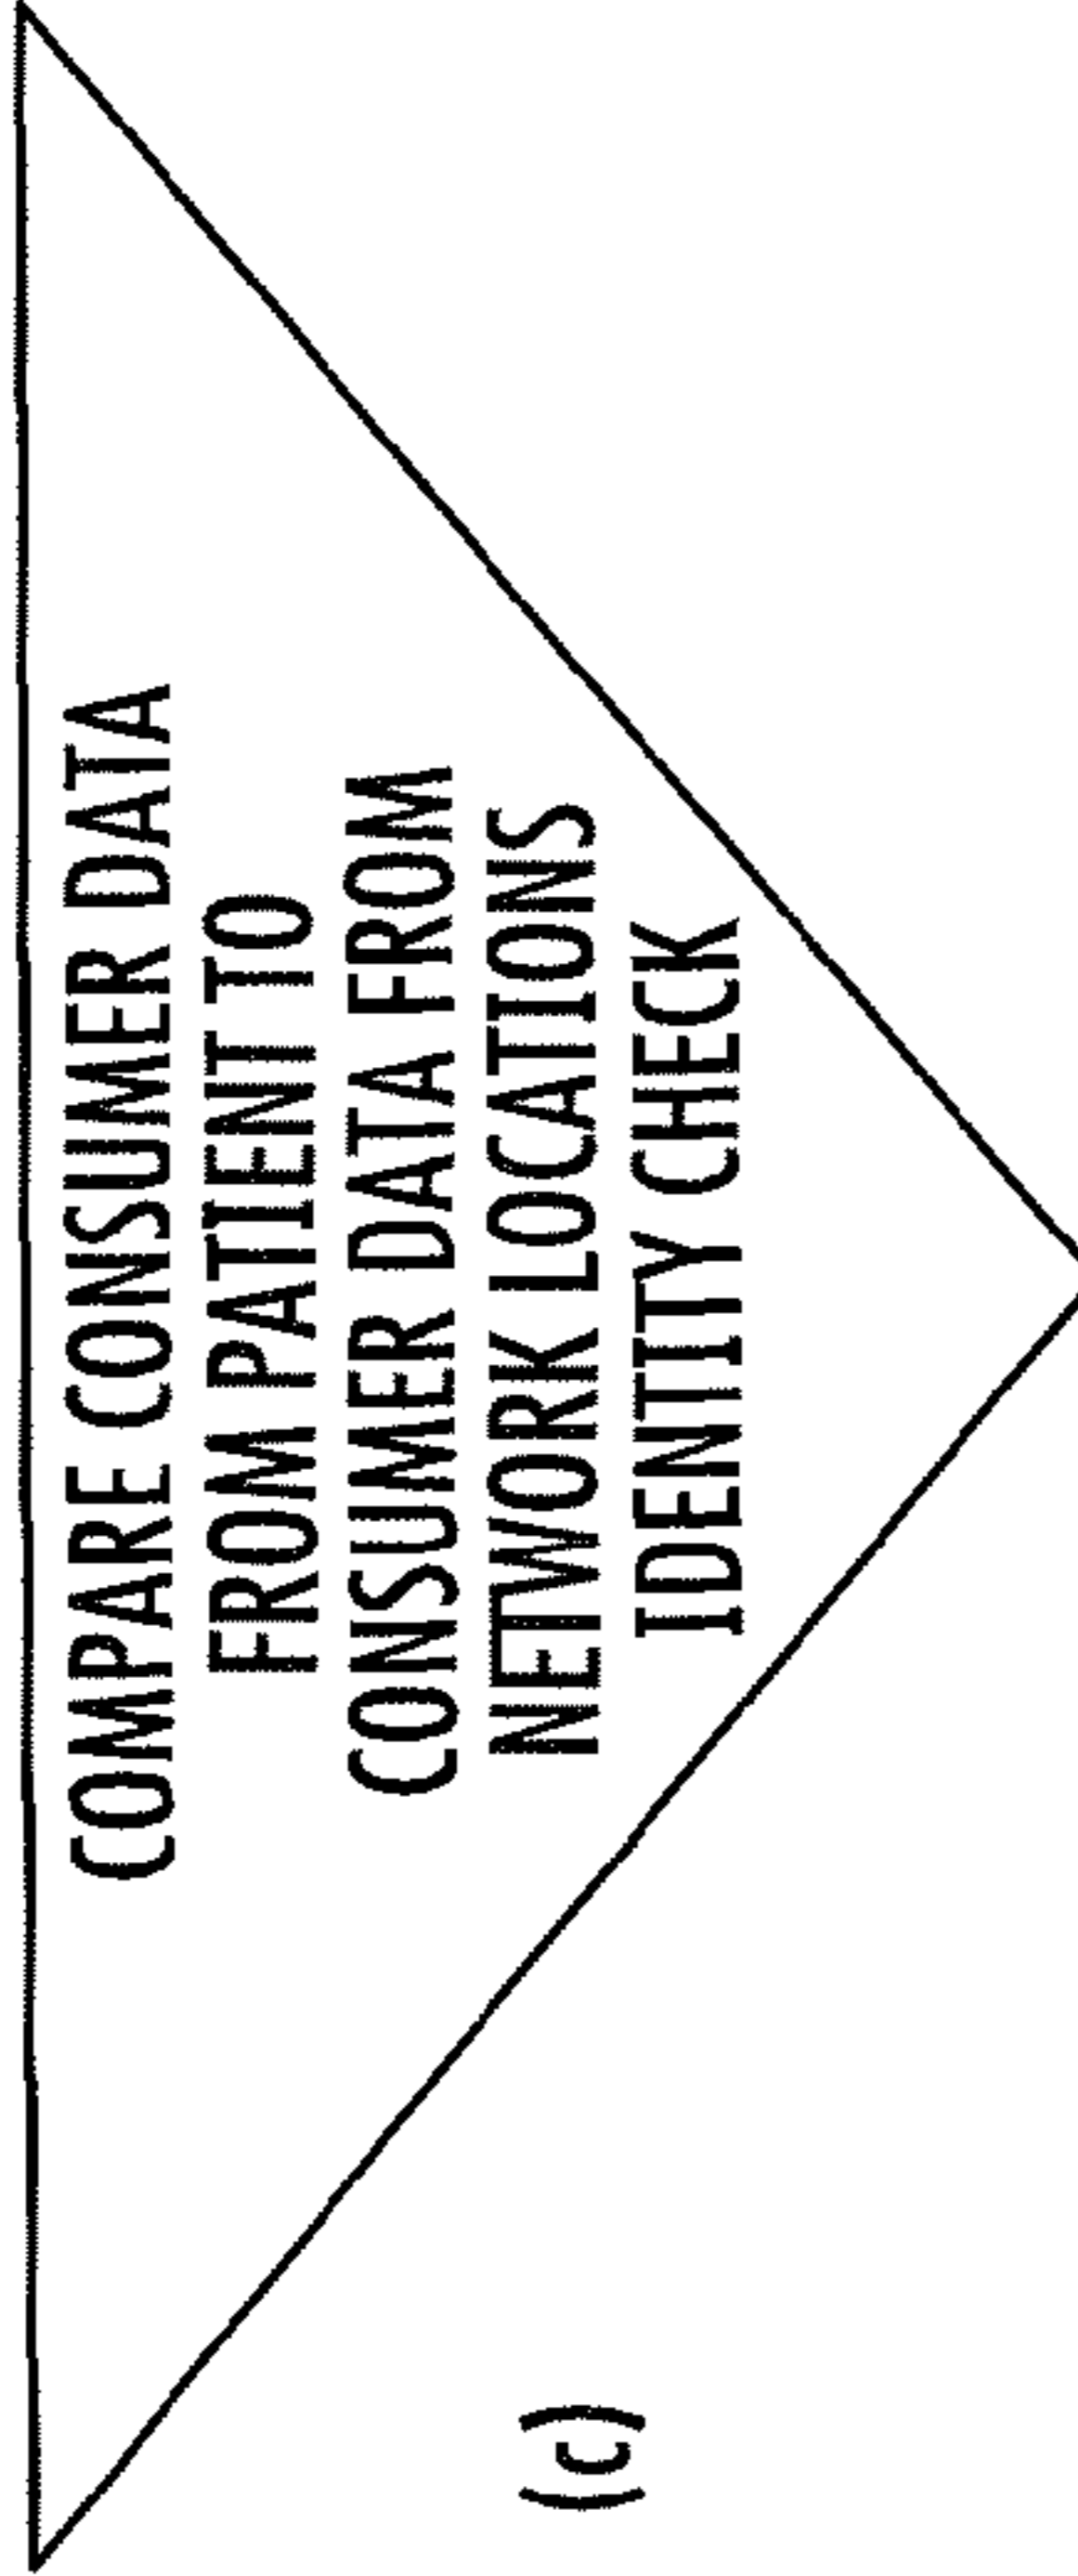 COMPARE CONSUMER DATA
FROM PATIENT TO
CONSUMER DATA FROM
NETWORK LOCATIONS
IDENTITY CHECK
(c)